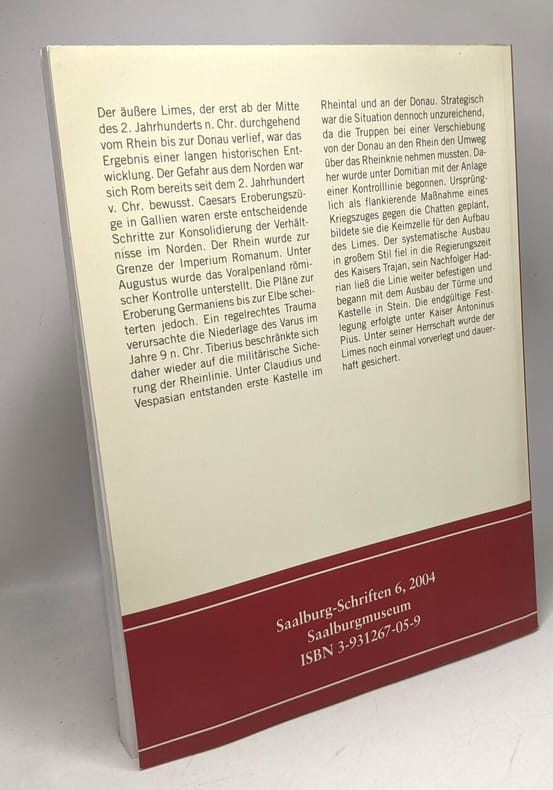 Der äußere Limes, der erst ab der Mitte
des 2. Jahrhunderts n. Chr. durchgehend
vom Rhein bis zur Donau verlief, war das
Ergebnis einer langen historischen Ent-
wicklung. Der Gefahr aus dem Norden war
sich Rom bereits seit dem 2. Jahrhundert
v. Chr. bewusst. Caesars Eroberungszü-
ge in Gallien waren erste entscheidende
Schritte zur Konsolidierung der Verhält-
nisse im Norden. Der Rhein wurde zur
Grenze der Imperium Romanum. Unter
Augustus wurde das Voralpenland römi-
scher Kontrolle unterstellt. Die Pläne zur
Eroberung Germaniens bis zur Elbe schei-
terten jedoch. Ein regelrechtes Trauma
verursachte die Niederlage des Varus im
Jahre 9 n. Chr. Tiberius beschränkte sich
daher wieder auf die militärische Siche-
rung der Rheinlinie. Unter Claudius und
Vespasian entstanden erste Kastelle im
Rheintal und an der Donau. Strategisch
war die Situation dennoch unzureichend,
da die Truppen bei einer Verschiebung
von der Donau an den Rhein den Umweg
über das Rheinknie nehmen mussten. Da-
her wurde unter Domitian mit der Anlage
einer Kontrolllinie begonnen. Ursprüng-
lich als flankierende Maßnahme eines
Kriegszuges gegen die Chatten geplant,
bildete sie die Keimzelle für den Aufbau
des Limes. Der systematische Ausbau
in großem Stil fiel in die Regierungszeit
des Kaisers Trajan, sein Nachfolger Had-
rian ließ die Linie weiter befestigen und
begann mit dem Ausbau der Türme und
Kastelle in Stein. Die endgültige Fest-
legung erfolgte unter Kaiser Antoninus
Pius. Unter seiner Herrschaft wurde der
Limes noch einmal vorverlegt und dauer-
haft gesichert.
Saalburg-Schriften 6, 2004
Saalburgmuseum
ISBN 3-931267-05-9